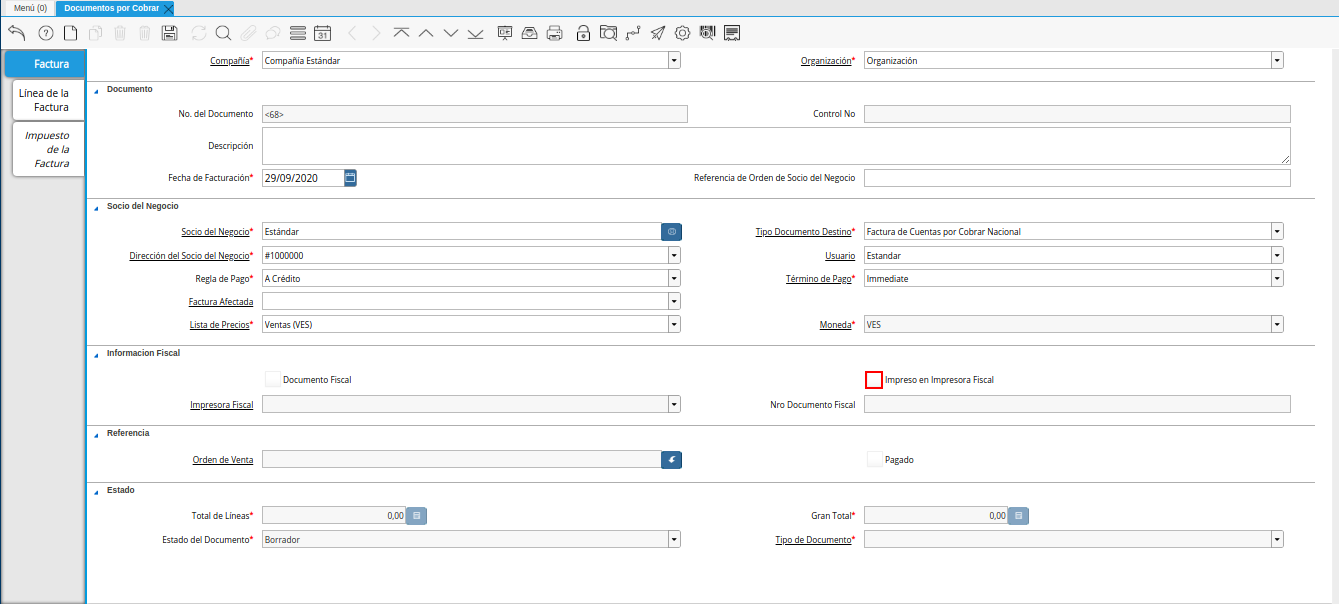 Menú (0) Documentos por Cobrar
31
Factura
Línea de la
Factura
Impuesto
de la
Factura
Compañía* Compañía Estándar Organización* Organización
Documento
No. del Documento <68> Control No
Descripción
Fecha de Facturación* 29/09/2020 Referencia de Orden de Socio del Negocio
Socio del Negocio
Socio del Negocio* Estándar Tipo Documento Destino* Factura de Cuentas por Cobrar Nacional
Dirección del Socio del Negocio* #1000000 Usuario Estandar
Regla de Pago* A Crédito Término de Pago* Immediate
Factura Afectada
Lista de Precios* Ventas (VES) Moneda* VES
Informacion Fiscal
Documento Fiscal Impreso en Impresora Fiscal
Impresora Fiscal Nro Documento Fiscal
Referencia
Orden de Venta Pagado
Estado
Total de Líneas* 0,00 Gran Total* 0,00
Estado del Documento* Borrador Tipo de Documento*